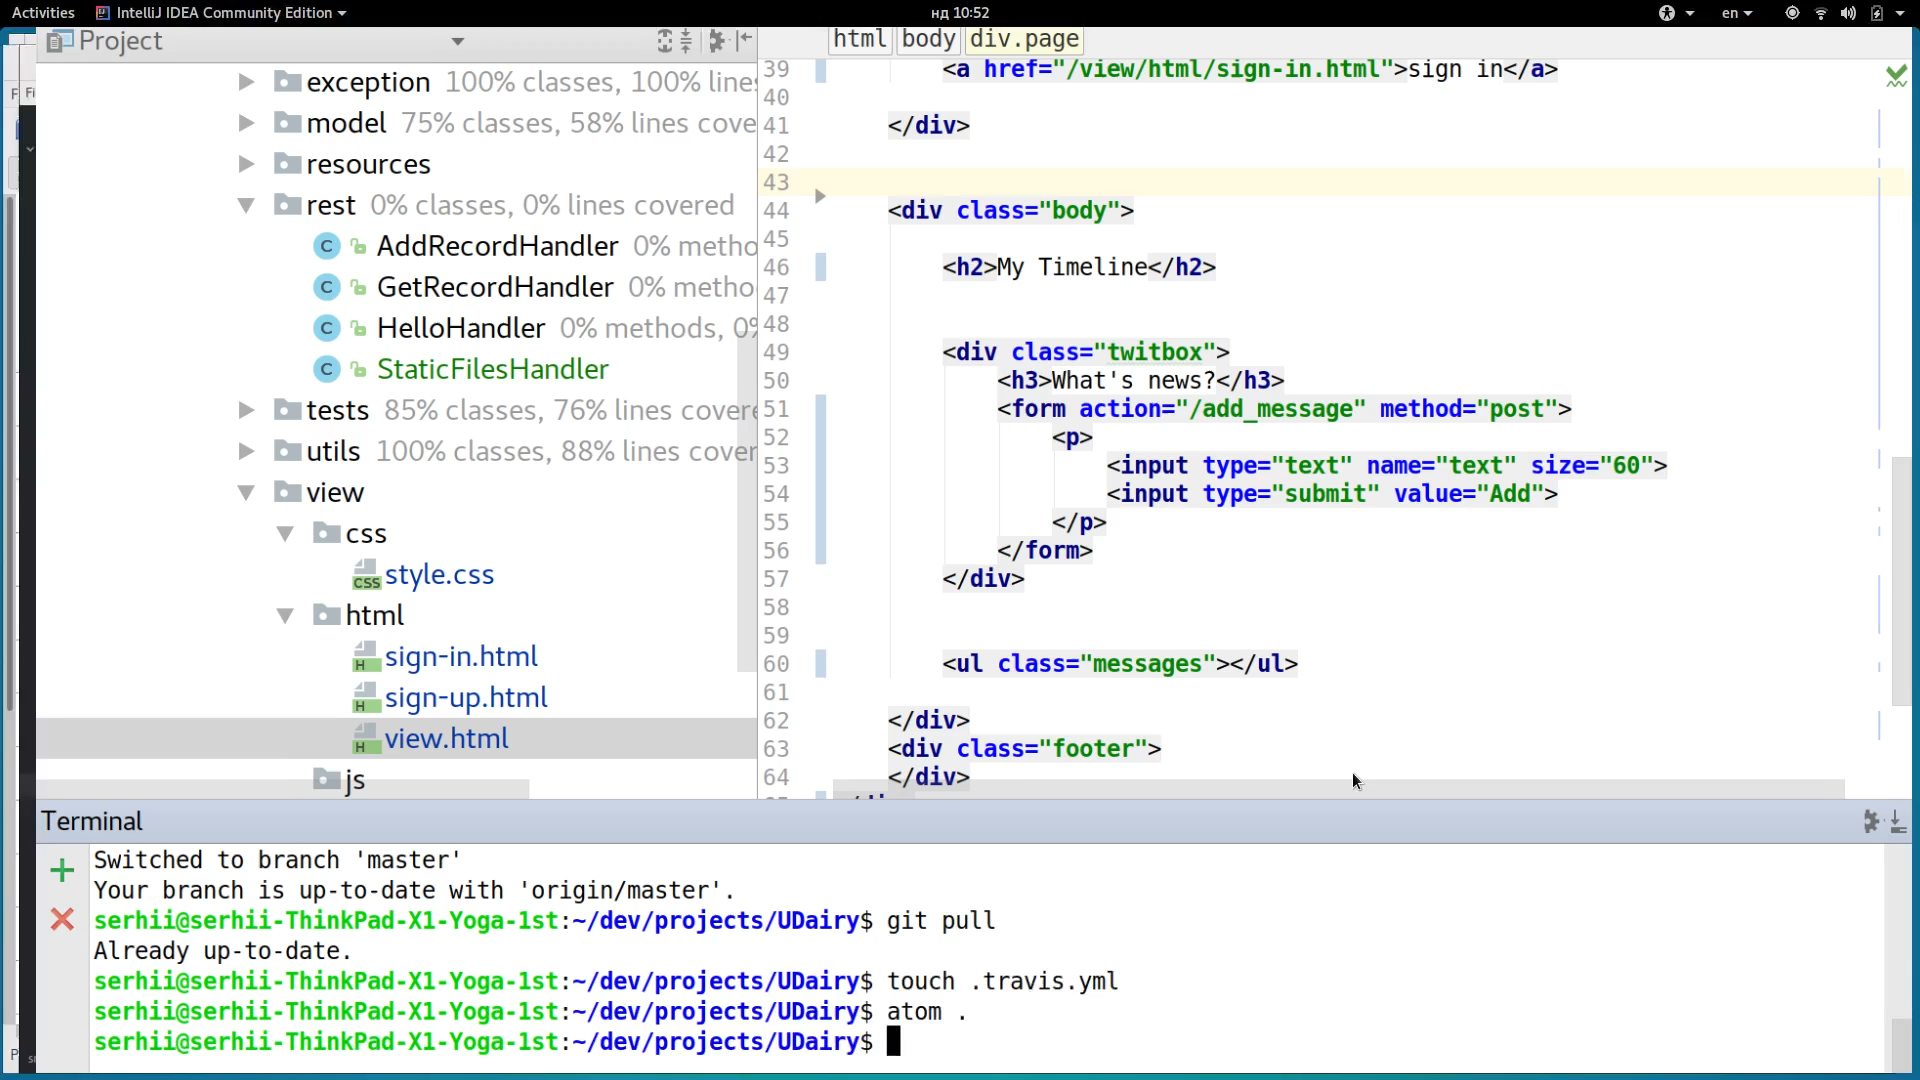 Activities IntelliJ IDEA Community Edition нд 10:52 en
Project
html body div.page
exception 100% classes, 100% lines
model 75% classes, 58% lines cove
resources
rest 0% classes, 0% lines covered
AddRecordHandler 0% metho
GetRecordHandler 0% metho
HelloHandler 0% methods, 0%
StaticFilesHandler
tests 85% classes, 76% lines cover
utils 100% classes, 88% lines cover
view
css
style.css
html
sign-in.html
sign-up.html
view.html
js
39 <a href="/view/html/sign-in.html">sign in</a>
40
41 </div>
42
43
44 <div class="body">
45
46 <h2>My Timeline</h2>
47
48
49 <div class="twitbox">
50 <h3>What's news?</h3>
51 <form action="/add_message" method="post">
52 <p>
53 <input type="text" name="text" size="60">
54 <input type="submit" value="Add">
55 </p>
56 </form>
57 </div>
58
59
60 <ul class="messages"></ul>
61
62 </div>
63 <div class="footer">
64 </div>
Terminal
Switched to branch 'master'
Your branch is up-to-date with 'origin/master'.
serhii@serhii-ThinkPad-X1-Yoga-1st:~/dev/projects/UDairy$ git pull
Already up-to-date.
serhii@serhii-ThinkPad-X1-Yoga-1st:~/dev/projects/UDairy$ touch .travis.yml
serhii@serhii-ThinkPad-X1-Yoga-1st:~/dev/projects/UDairy$ atom .
serhii@serhii-ThinkPad-X1-Yoga-1st:~/dev/projects/UDairy$